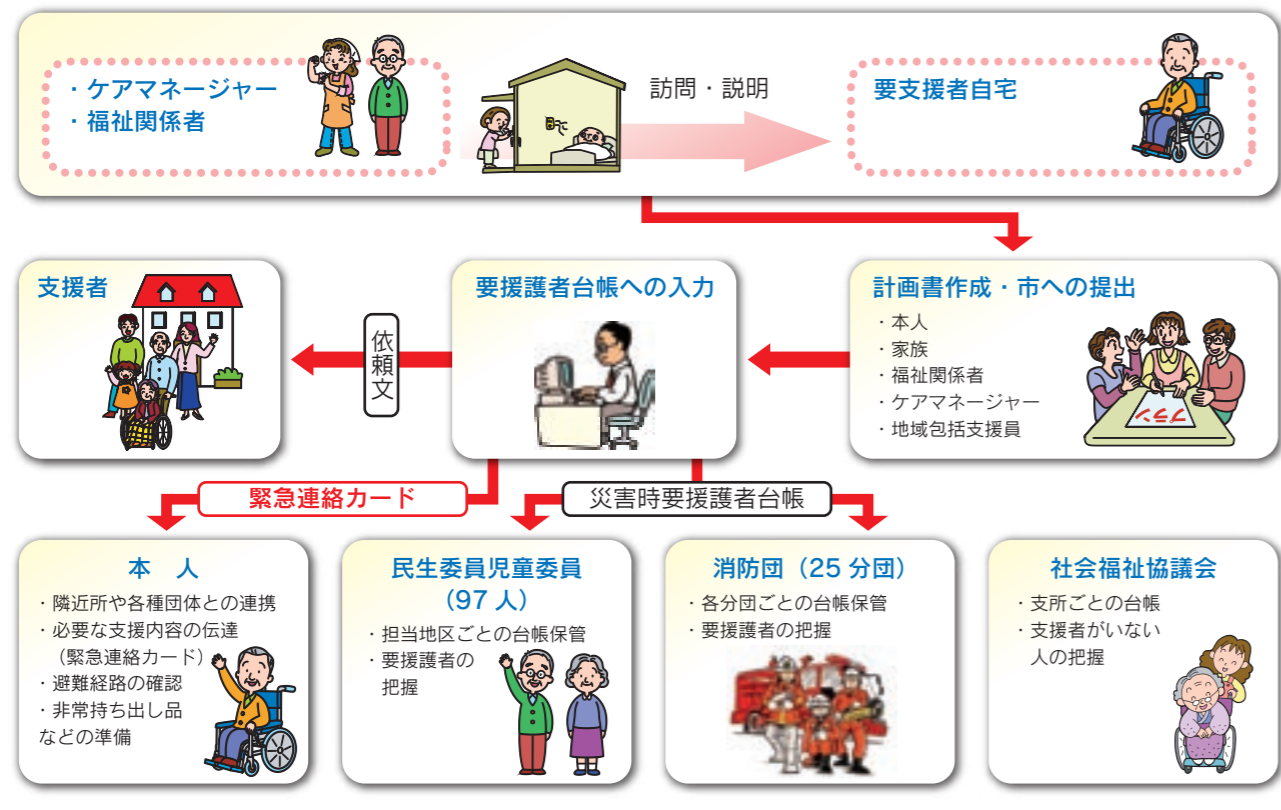 ・ケアマネージャー
・福祉関係者
訪問・説明
要支援者自宅
支援者
依頼文
要援護者台帳への入力
計画書作成・市への提出
・本人
・家族
・福祉関係者
・ケアマネージャー
・地域包括支援員
プラン
緊急連絡カード
災害時要援護者台帳
本　人
・隣近所や各種団体との連携
・必要な支援内容の伝達
（緊急連絡カード）
・避難経路の確認
・非常持ち出し品
などの準備
民生委員児童委員
（97 人）
・担当地区ごとの台帳保管
・要援護者の
把握
消防団（25 分団）
・各分団ごとの台帳保管
・要援護者の把握
社会福祉協議会
・支所ごとの台帳
・支援者がいない
人の把握